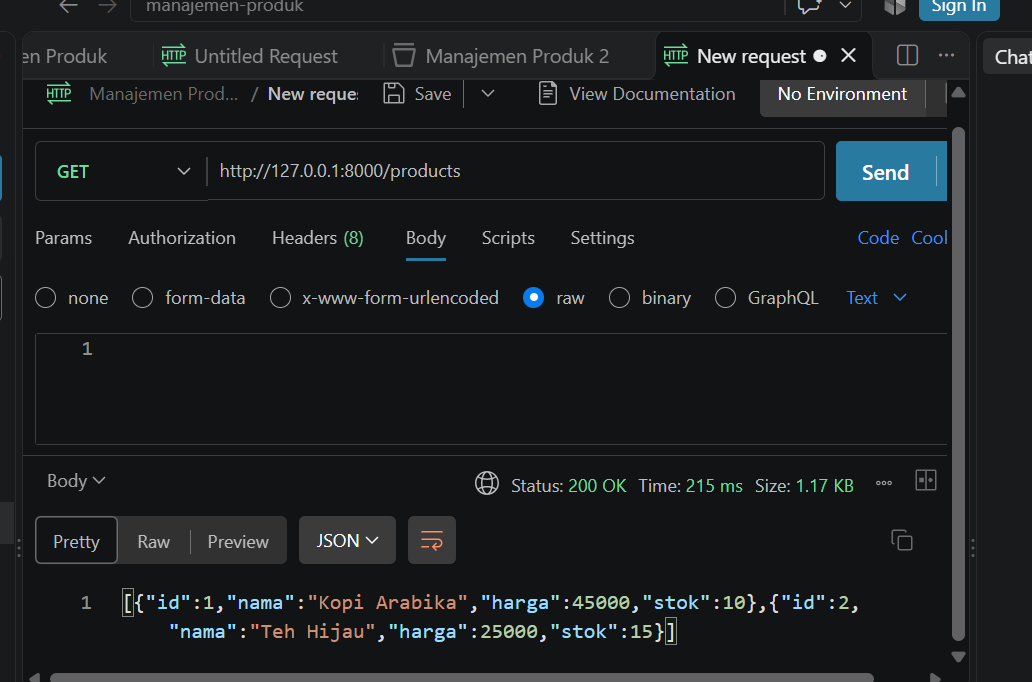 manajemen-produk
Sign In
en Produk
HTTP Untitled Request
Manajemen Produk 2
HTTP New request
Chat
HTTP Manajemen Prod... / New reque
Save
View Documentation
No Environment
GET
http://127.0.0.1:8000/products
Send
Params
Authorization
Headers (8)
Body
Scripts
Settings
Code
Cool
none
form-data
x-www-form-urlencoded
raw
binary
GraphQL
Text
1
Body
Status: 200 OK Time: 215 ms Size: 1.17 KB
Pretty
Raw
Preview
JSON
1 [{"id":1,"nama":"Kopi Arabika","harga":45000,"stok":10},{"id":2,
"nama":"Teh Hijau","harga":25000,"stok":15}]